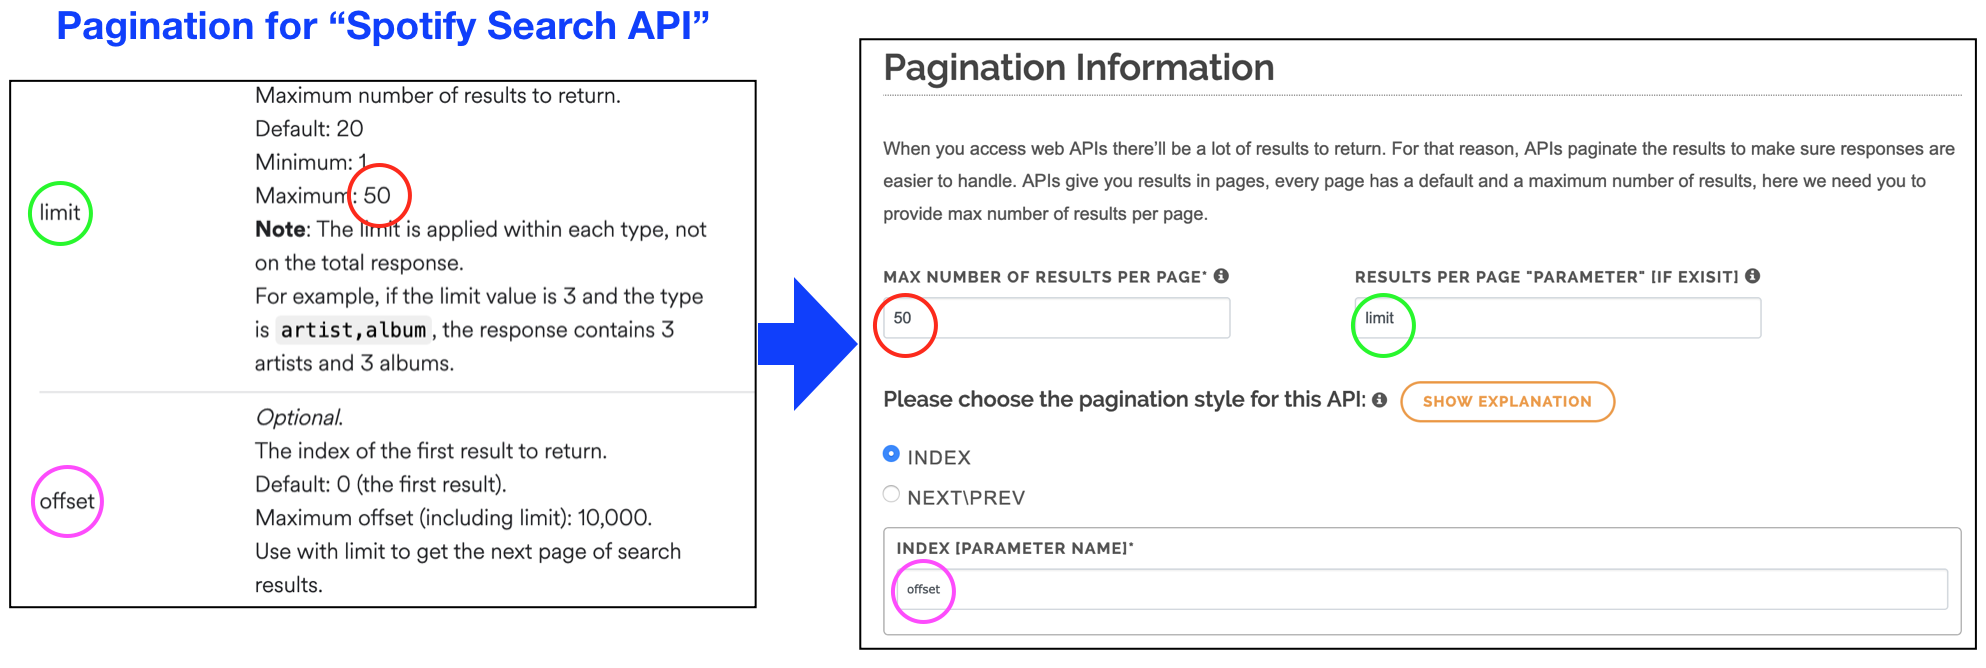 Pagination for “Spotify Search API”
limit
Maximum number of results to return.
Default: 20
Minimum: 1
Maximum: 50
Note: The limit is applied within each type, not
on the total response.
For example, if the limit value is 3 and the type
is artist,album, the response contains 3
artists and 3 albums.
offset
Optional.
The index of the first result to return.
Default: 0 (the first result).
Maximum offset (including limit): 10,000.
Use with limit to get the next page of search
results.
Pagination Information
When you access web APIs there’ll be a lot of results to return. For that reason, APIs paginate the results to make sure responses are
easier to handle. APIs give you results in pages, every page has a default and a maximum number of results, here we need you to
provide max number of results per page.
MAX NUMBER OF RESULTS PER PAGE*
50
RESULTS PER PAGE "PARAMETER" [IF EXISIT]
limit
Please choose the pagination style for this API:
SHOW EXPLANATION
INDEX
NEXT\PREV
INDEX [PARAMETER NAME]*
offset